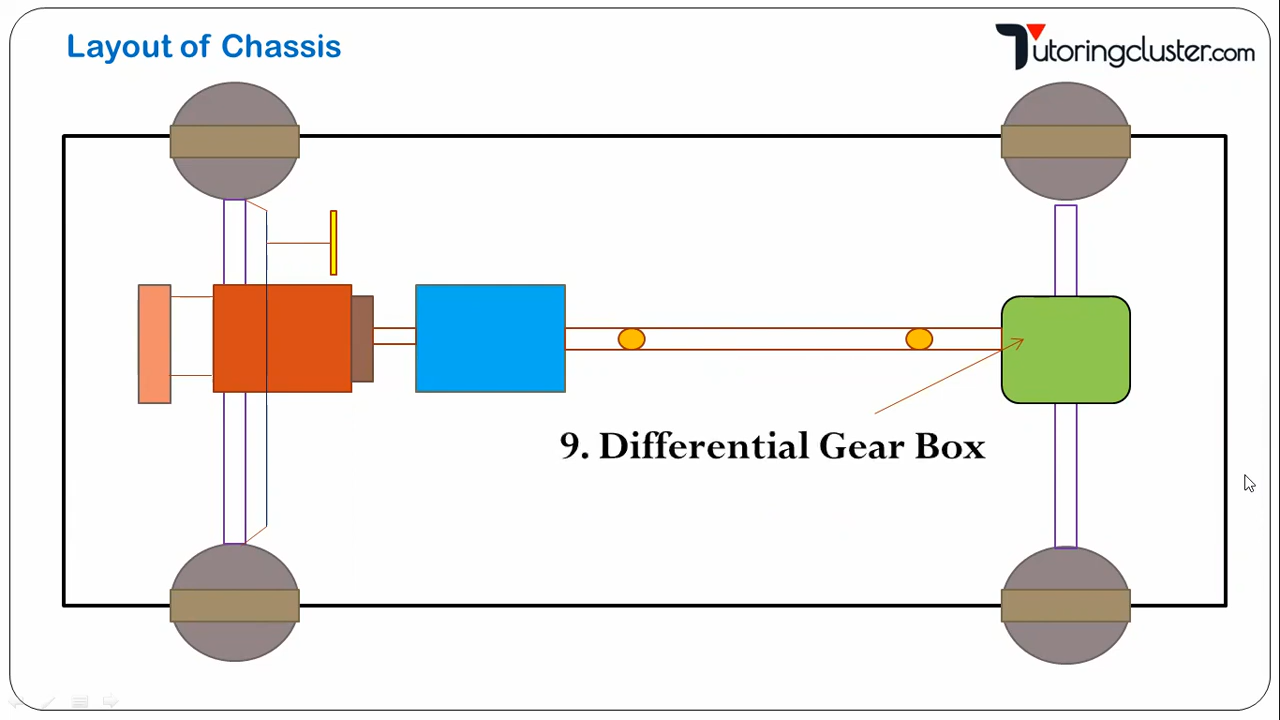 Layout of Chassis
Tutoringcluster.com
9. Differential Gear Box